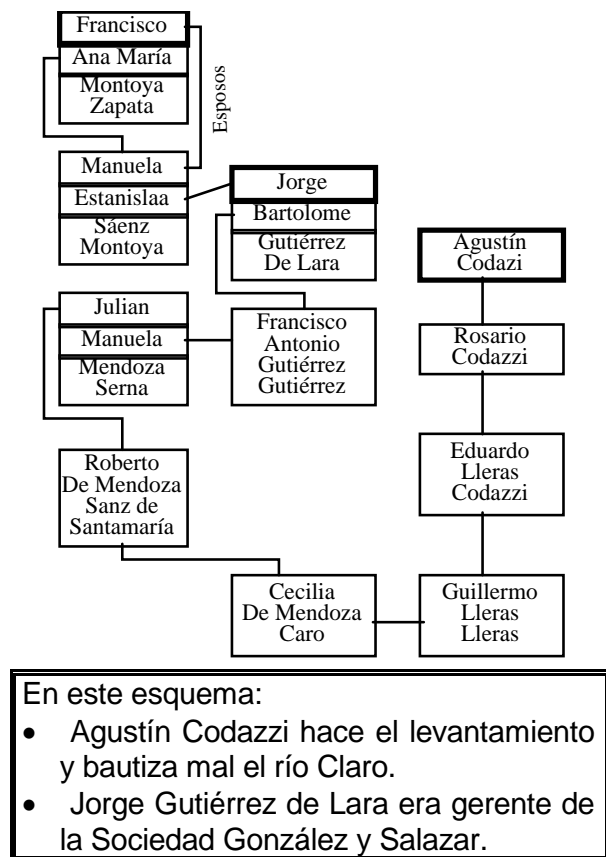 Francisco
Ana María
Montoya
Zapata
Esposos
Manuela
Estanislaa
Sáenz
Montoya
Jorge
Bartolome
Gutiérrez
De Lara
Agustín
Codazi
Julian
Manuela
Mendoza
Serna
Francisco
Antonio
Gutiérrez
Gutiérrez
Rosario
Codazzi
Eduardo
Lleras
Codazzi
Roberto
De Mendoza
Sanz de
Santamaría
Cecilia
De Mendoza
Caro
Guillermo
Lleras
Lleras
En este esquema:
• Agustín Codazzi hace el levantamiento
y bautiza mal el río Claro.
• Jorge Gutiérrez de Lara era gerente de
la Sociedad González y Salazar.